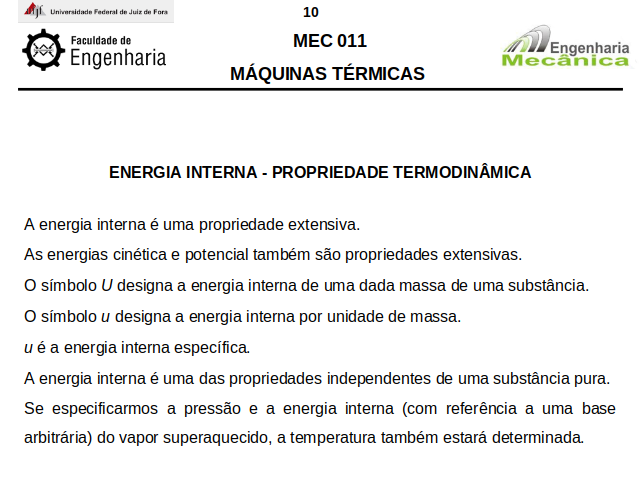 Universidade Federal de Juiz de Fora
10
Faculdade de
Engenharia
MEC 011
MÁQUINAS TÉRMICAS
Engenharia
Mecânica
ENERGIA INTERNA - PROPRIEDADE TERMODINÂMICA
A energia interna é uma propriedade extensiva.
As energias cinética e potencial também são propriedades extensivas.
O símbolo U designa a energia interna de uma dada massa de uma substância.
O símbolo u designa a energia interna por unidade de massa.
u é a energia interna específica.
A energia interna é uma das propriedades independentes de uma substância pura.
Se especificarmos a pressão e a energia interna (com referência a uma base
arbitrária) do vapor superaquecido, a temperatura também estará determinada.